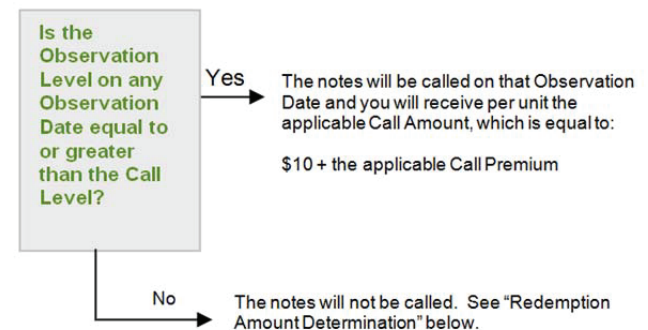 Is the
Observation
Level on any
Observation
Date equal to
or greater
than the Call
Level?
Yes
The notes will be called on that Observation
Date and you will receive per unit the
applicable Call Amount, which is equal to:
$10 + the applicable Call Premium
No
The notes will not be called. See “Redemption
Amount Determination” below.